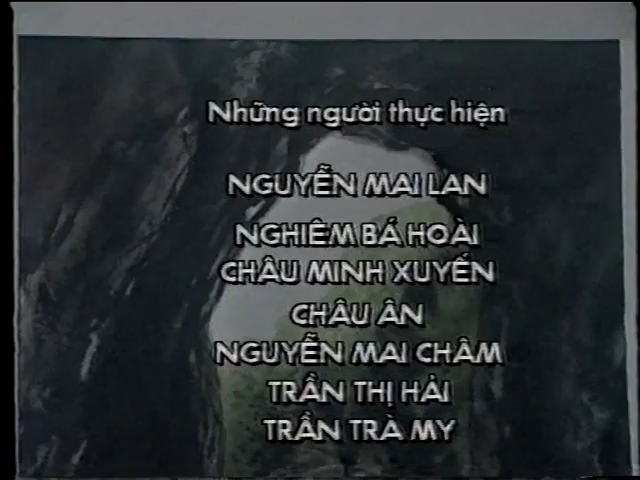 Những người thực hiện
NGUYỄN MAI LAN
NGHIÊM BÁ HOÀI
CHÂU MINH XUYẾN
CHÂU ÂN
NGUYỄN MAI CHÂM
TRẦN THỊ HẢI
TRẦN TRÀ MY